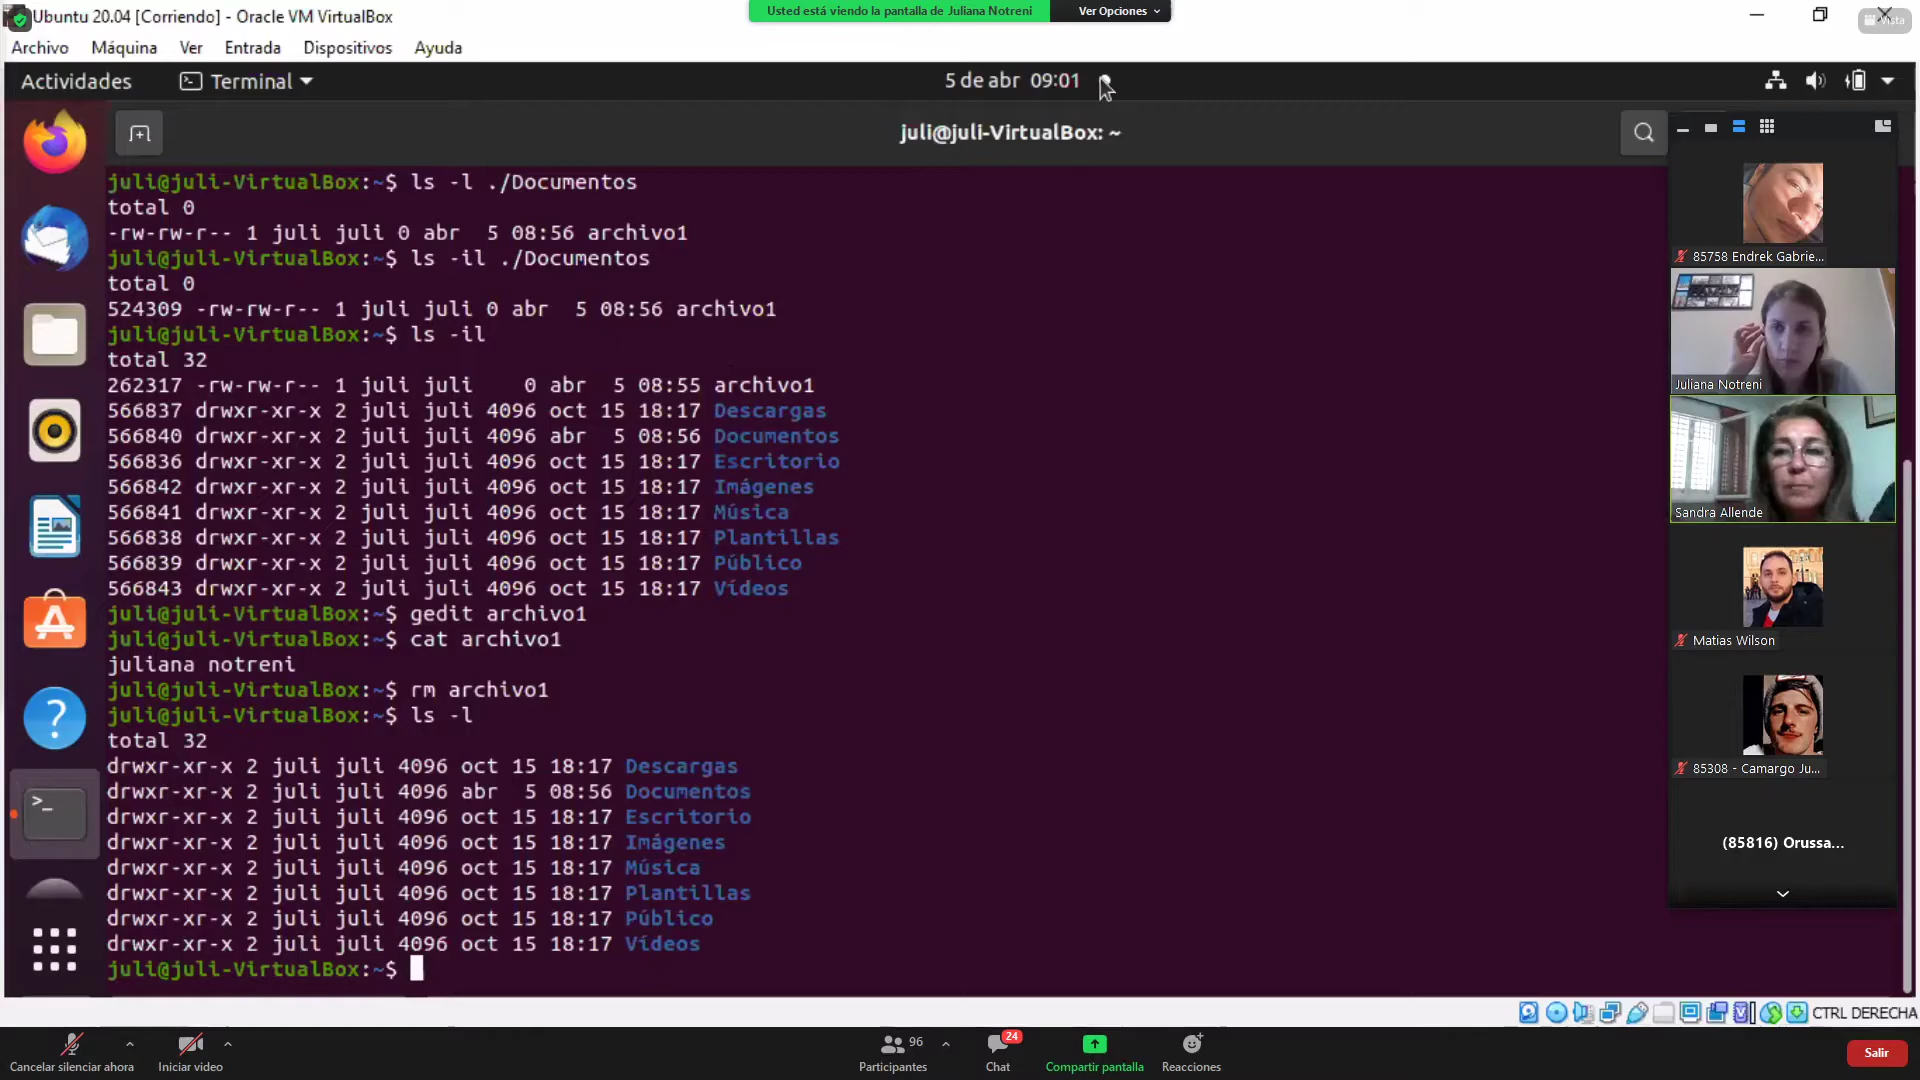 Ubuntu 20.04 [Corriendo] - Oracle VM VirtualBox
Usted está viendo la pantalla de Juliana Notreni
Ver Opciones
Vista
Archivo Máquina Ver Entrada Dispositivos Ayuda
Actividades
Terminal
5 de abr 09:01
juli@juli-VirtualBox: ~
juli@juli-VirtualBox:~$ ls -l ./Documentos
total 0
-rw-rw-r-- 1 juli juli 0 abr  5 08:56 archivo1
juli@juli-VirtualBox:~$ ls -il ./Documentos
total 0
524309 -rw-rw-r-- 1 juli juli 0 abr  5 08:56 archivo1
juli@juli-VirtualBox:~$ ls -il
total 32
262317 -rw-rw-r-- 1 juli juli    0 abr  5 08:55 archivo1
566837 drwxr-xr-x 2 juli juli 4096 oct 15 18:17 Descargas
566840 drwxr-xr-x 2 juli juli 4096 abr  5 08:56 Documentos
566836 drwxr-xr-x 2 juli juli 4096 oct 15 18:17 Escritorio
566842 drwxr-xr-x 2 juli juli 4096 oct 15 18:17 Imágenes
566841 drwxr-xr-x 2 juli juli 4096 oct 15 18:17 Música
566838 drwxr-xr-x 2 juli juli 4096 oct 15 18:17 Plantillas
566839 drwxr-xr-x 2 juli juli 4096 oct 15 18:17 Público
566843 drwxr-xr-x 2 juli juli 4096 oct 15 18:17 Vídeos
juli@juli-VirtualBox:~$ gedit archivo1
juli@juli-VirtualBox:~$ cat archivo1
juliana notreni
juli@juli-VirtualBox:~$ rm archivo1
juli@juli-VirtualBox:~$ ls -l
total 32
drwxr-xr-x 2 juli juli 4096 oct 15 18:17 Descargas
drwxr-xr-x 2 juli juli 4096 abr  5 08:56 Documentos
drwxr-xr-x 2 juli juli 4096 oct 15 18:17 Escritorio
drwxr-xr-x 2 juli juli 4096 oct 15 18:17 Imágenes
drwxr-xr-x 2 juli juli 4096 oct 15 18:17 Música
drwxr-xr-x 2 juli juli 4096 oct 15 18:17 Plantillas
drwxr-xr-x 2 juli juli 4096 oct 15 18:17 Público
drwxr-xr-x 2 juli juli 4096 oct 15 18:17 Vídeos
juli@juli-VirtualBox:~$
85758 Endrek Gabrie...
Juliana Notreni
Sandra Allende
Matias Wilson
85308 - Camargo Ju...
(85816) Orussa...
CTRL DERECHA
Cancelar silenciar ahora
Iniciar video
96
Participantes
24
Chat
Compartir pantalla
Reacciones
Salir